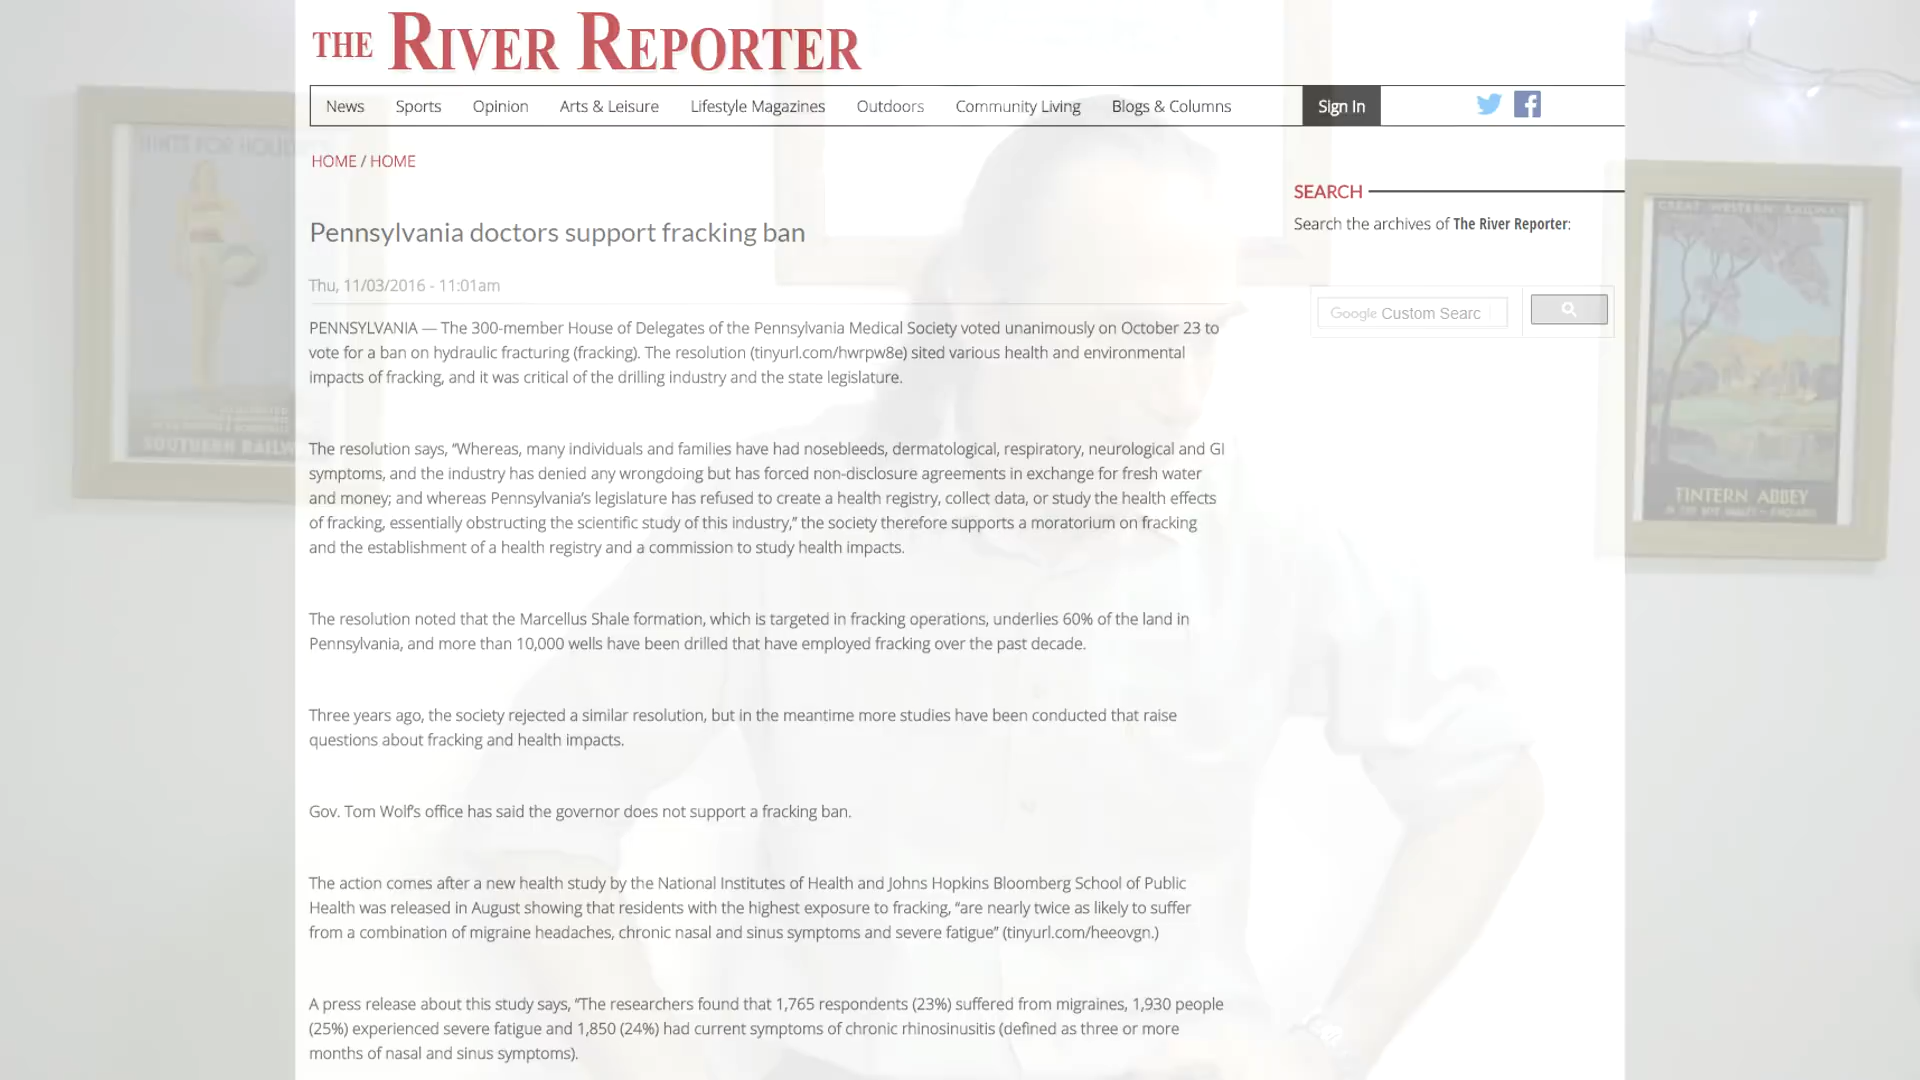 THE RIVER REPORTER
News Sports Opinion Arts & Leisure Lifestyle Magazines Outdoors Community Living Blogs & Columns Sign In
HOME / HOME
SEARCH
Search the archives of The River Reporter:
Google Custom Searc
Pennsylvania doctors support fracking ban
Thu, 11/03/2016 - 11:01am
PENNSYLVANIA — The 300-member House of Delegates of the Pennsylvania Medical Society voted unanimously on October 23 to
vote for a ban on hydraulic fracturing (fracking). The resolution (tinyurl.com/hwrpw8e) sited various health and environmental
impacts of fracking, and it was critical of the drilling industry and the state legislature.
The resolution says, “Whereas, many individuals and families have had nosebleeds, dermatological, respiratory, neurological and GI
symptoms, and the industry has denied any wrongdoing but has forced non-disclosure agreements in exchange for fresh water
and money; and whereas Pennsylvania’s legislature has refused to create a health registry, collect data, or study the health effects
of fracking, essentially obstructing the scientific study of this industry,” the society therefore supports a moratorium on fracking
and the establishment of a health registry and a commission to study health impacts.
The resolution noted that the Marcellus Shale formation, which is targeted in fracking operations, underlies 60% of the land in
Pennsylvania, and more than 10,000 wells have been drilled that have employed fracking over the past decade.
Three years ago, the society rejected a similar resolution, but in the meantime more studies have been conducted that raise
questions about fracking and health impacts.
Gov. Tom Wolf’s office has said the governor does not support a fracking ban.
The action comes after a new health study by the National Institutes of Health and Johns Hopkins Bloomberg School of Public
Health was released in August showing that residents with the highest exposure to fracking, “are nearly twice as likely to suffer
from a combination of migraine headaches, chronic nasal and sinus symptoms and severe fatigue” (tinyurl.com/heeovgn.)
A press release about this study says, “The researchers found that 1,765 respondents (23%) suffered from migraines, 1,930 people
(25%) experienced severe fatigue and 1,850 (24%) had current symptoms of chronic rhinosinusitis (defined as three or more
months of nasal and sinus symptoms).
HINTS FOR
SOUTHERN
GREAT WESTERN RAILWAY
TINTERN ABBEY